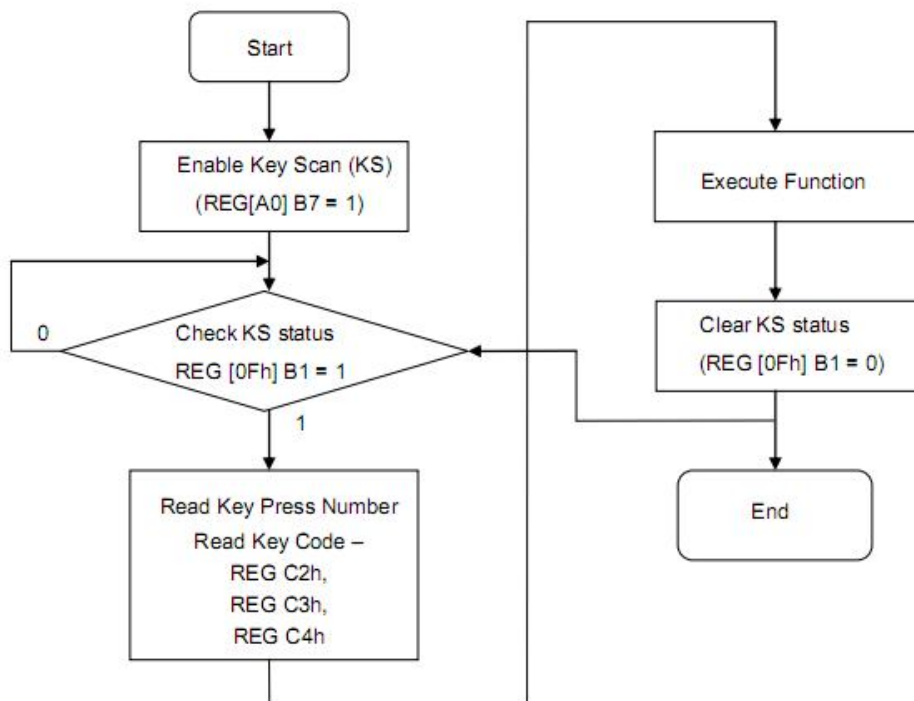 Start
Enable Key Scan (KS)
(REG[A0] B7 = 1)
0
Check KS status
REG [0Fh] B1 = 1
1
Read Key Press Number
Read Key Code –
REG C2h,
REG C3h,
REG C4h
Execute Function
Clear KS status
(REG [0Fh] B1 = 0)
End